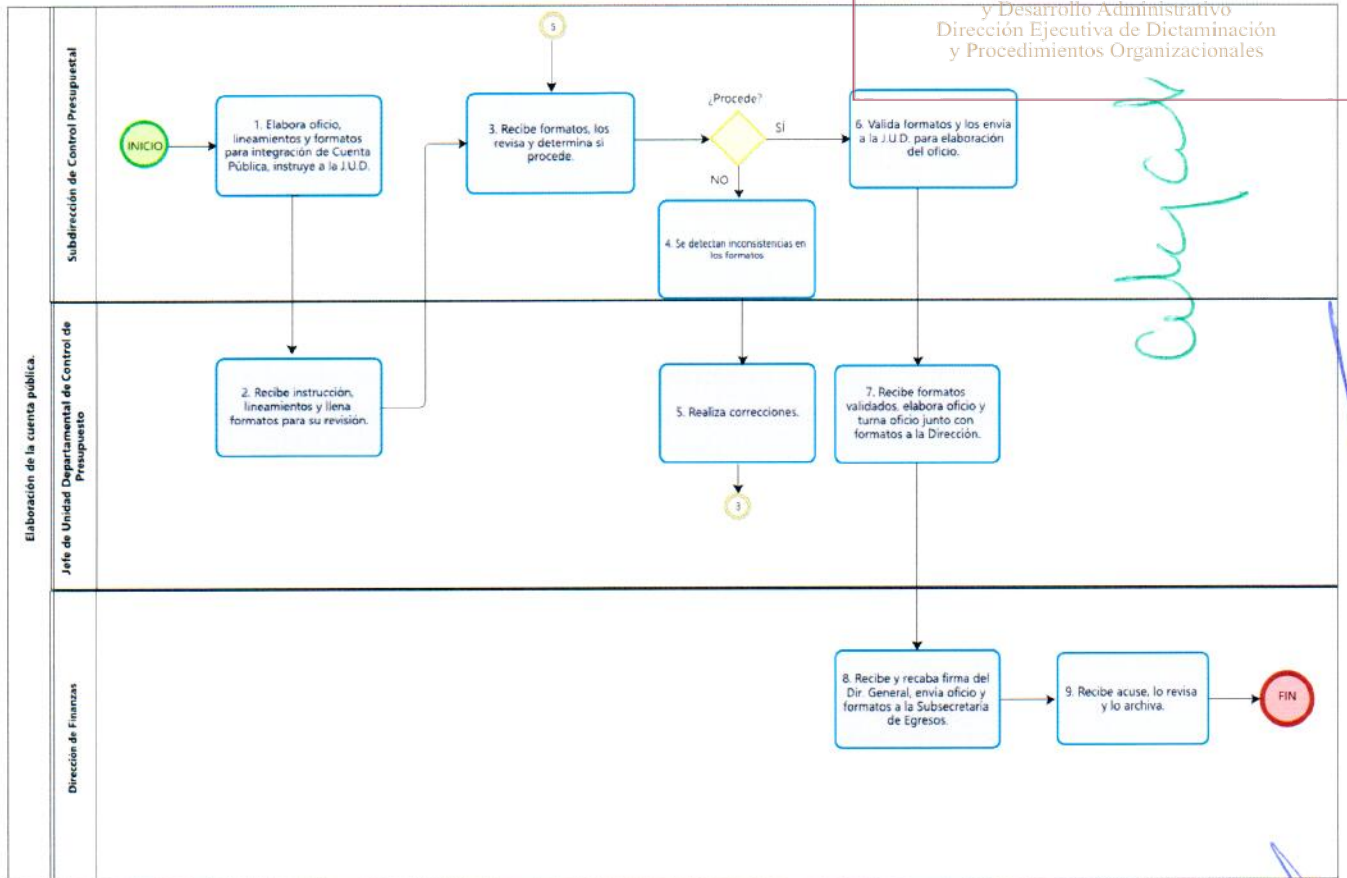 y Desarrollo Administrativo
Dirección Ejecutiva de Dictaminación
y Procedimientos Organizacionales
Elaboración de la cuenta pública.
Subdirección de Control Presupuestal
INICIO
1. Elabora oficio,
lineamientos y formatos
para integración de Cuenta
Pública, instruye a la J.U.D.
5
3. Recibe formatos, los
revisa y determina si
procede.
¿Procede?
SÍ
NO
4. Se detectan inconsistencias en
los formatos
6. Valida formatos y los envía
a la J.U.D. para elaboración
del oficio.
Jefe de Unidad Departamental de Control de
Presupuesto
2. Recibe instrucción,
lineamientos y llena
formatos para su revisión.
5. Realiza correcciones.
3
7. Recibe formatos
validados, elabora oficio y
turna oficio junto con
formatos a la Dirección.
Dirección de Finanzas
8. Recibe y recaba firma del
Dir. General, envía oficio y
formatos a la Subsecretaría
de Egresos.
9. Recibe acuse, lo revisa
y lo archiva.
FIN